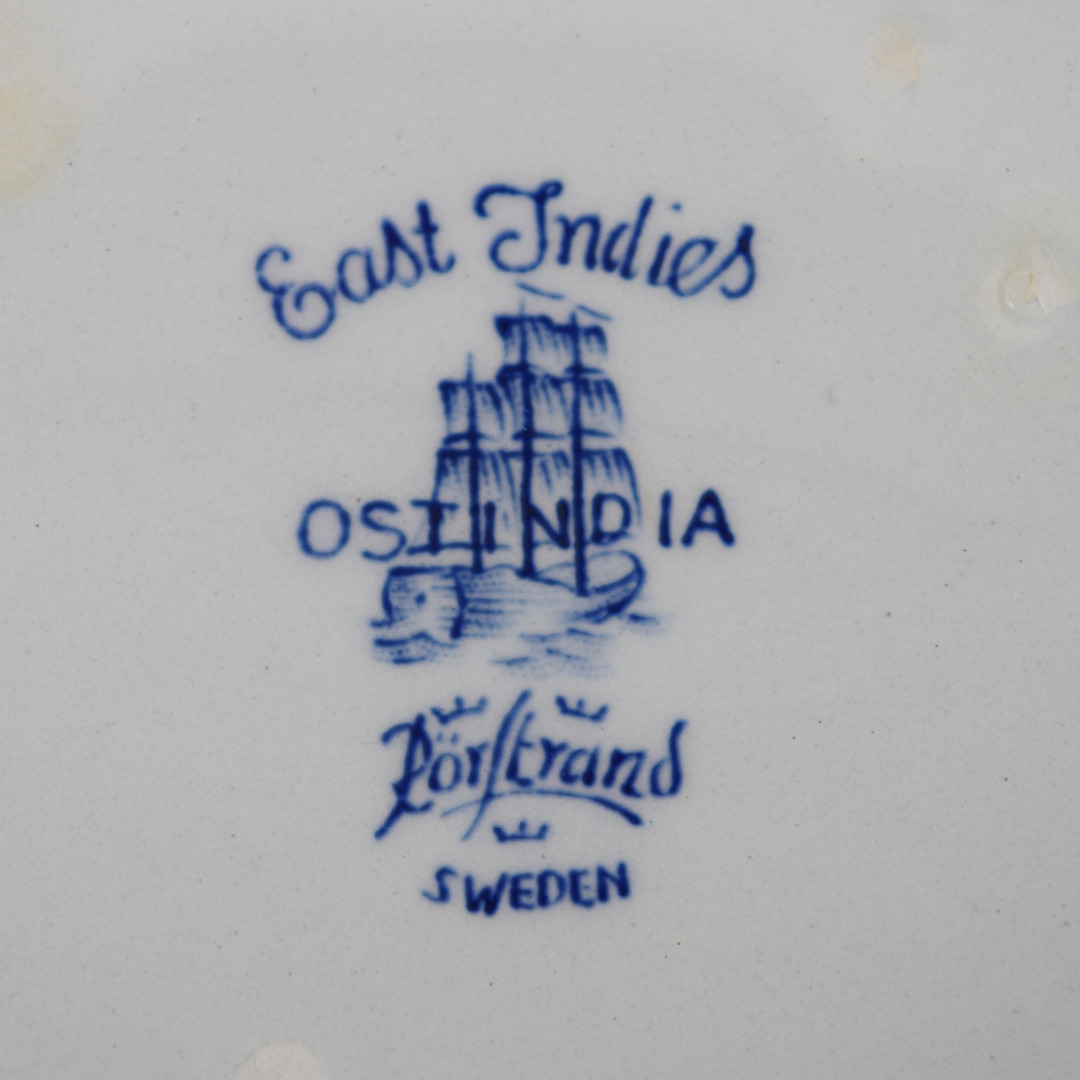 East Indies
OSTINDIA
Rörstrand
SWEDEN